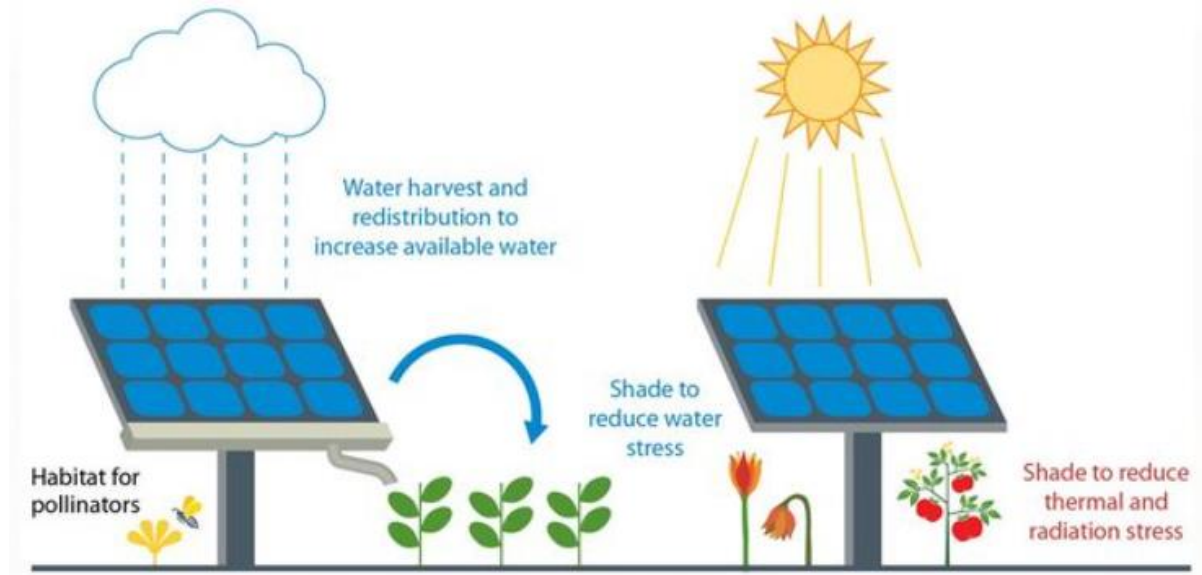 Water harvest and
redistribution to
increase available water
Shade to
reduce water
stress
Habitat for
pollinators
Shade to reduce
thermal and
radiation stress